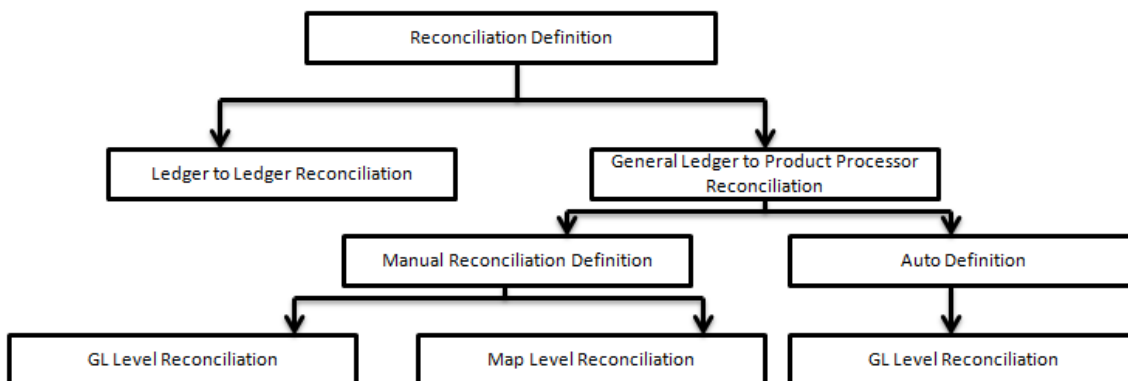 Reconciliation Definition
Ledger to Ledger Reconciliation
General Ledger to Product Processor
Reconciliation
Manual Reconciliation Definition
Auto Definition
GL Level Reconciliation
Map Level Reconciliation
GL Level Reconciliation